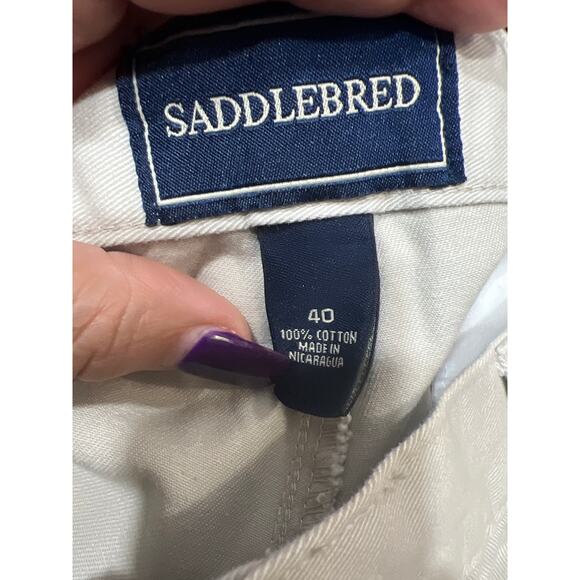 SADDLEBRED
40
100% COTTON
MADE IN
NICARAGUA